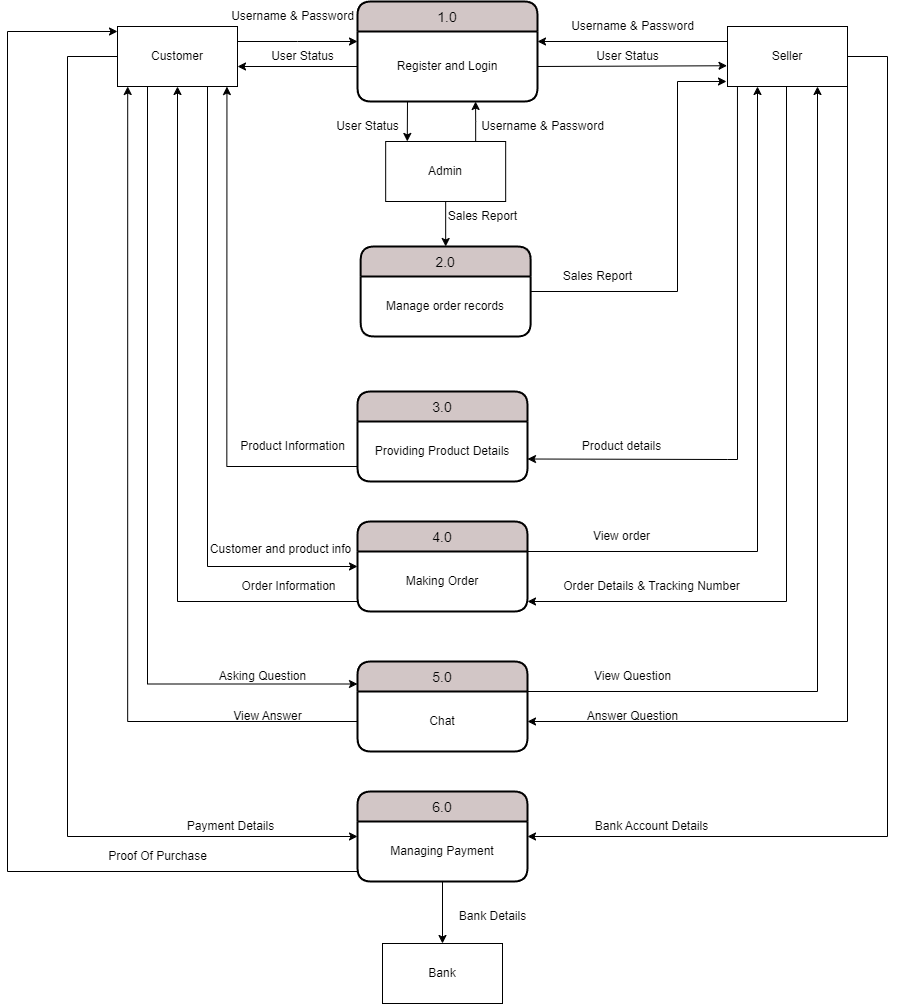 Username & Password
1.0
Username & Password
Customer
User Status
Register and Login
User Status
Seller
User Status
Username & Password
Admin
Sales Report
2.0
Sales Report
Manage order records
3.0
Product Information
Providing Product Details
Product details
4.0
View order
Customer and product info
Making Order
Order Information
Order Details & Tracking Number
5.0
Asking Question
View Question
View Answer
Chat
Answer Question
6.0
Payment Details
Bank Account Details
Managing Payment
Proof Of Purchase
Bank Details
Bank